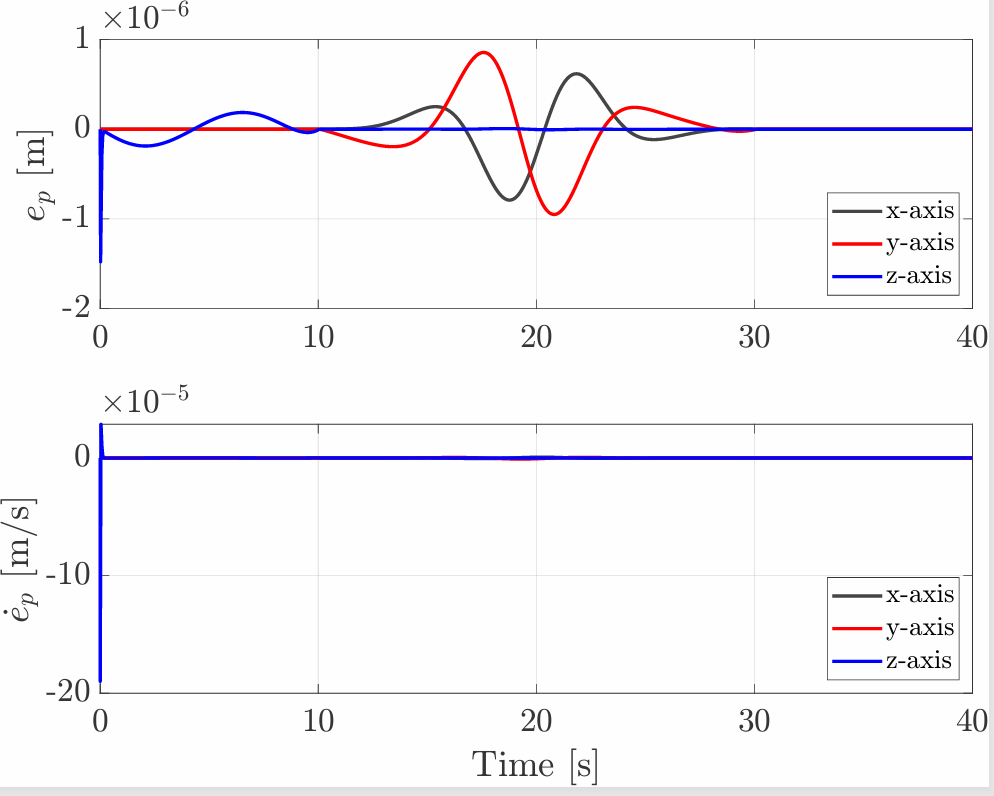 ×10⁻⁶
1
0
-1
-2
e_p [m]
x-axis
y-axis
z-axis
0 10 20 30 40
×10⁻⁵
0
-10
-20
ė_p [m/s]
x-axis
y-axis
z-axis
0 10 20 30 40
Time [s]